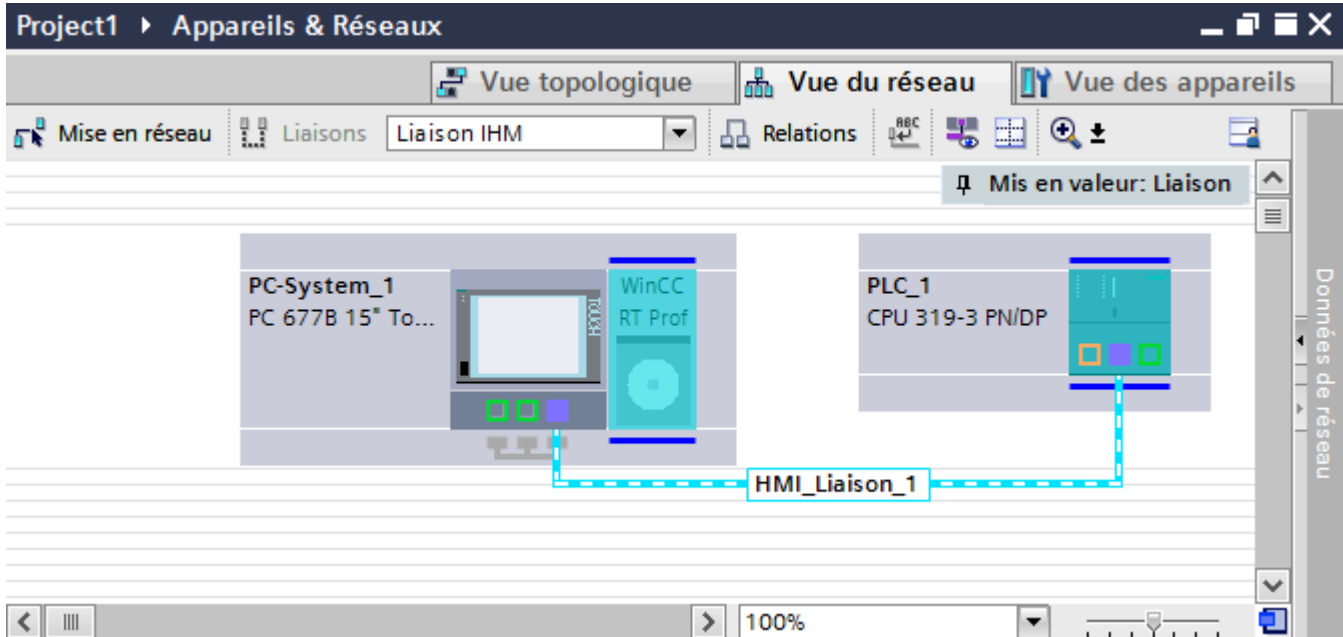 Project1 ▸ Appareils & Réseaux
Vue topologique
Vue du réseau
Vue des appareils
Mise en réseau
Liaisons
Liaison IHM
Relations
ABC
Mis en valeur: Liaison
PC-System_1
PC 677B 15" To...
TOUCH
WinCC
RT Prof
PLC_1
CPU 319-3 PN/DP
HMI_Liaison_1
Données de réseau
100%